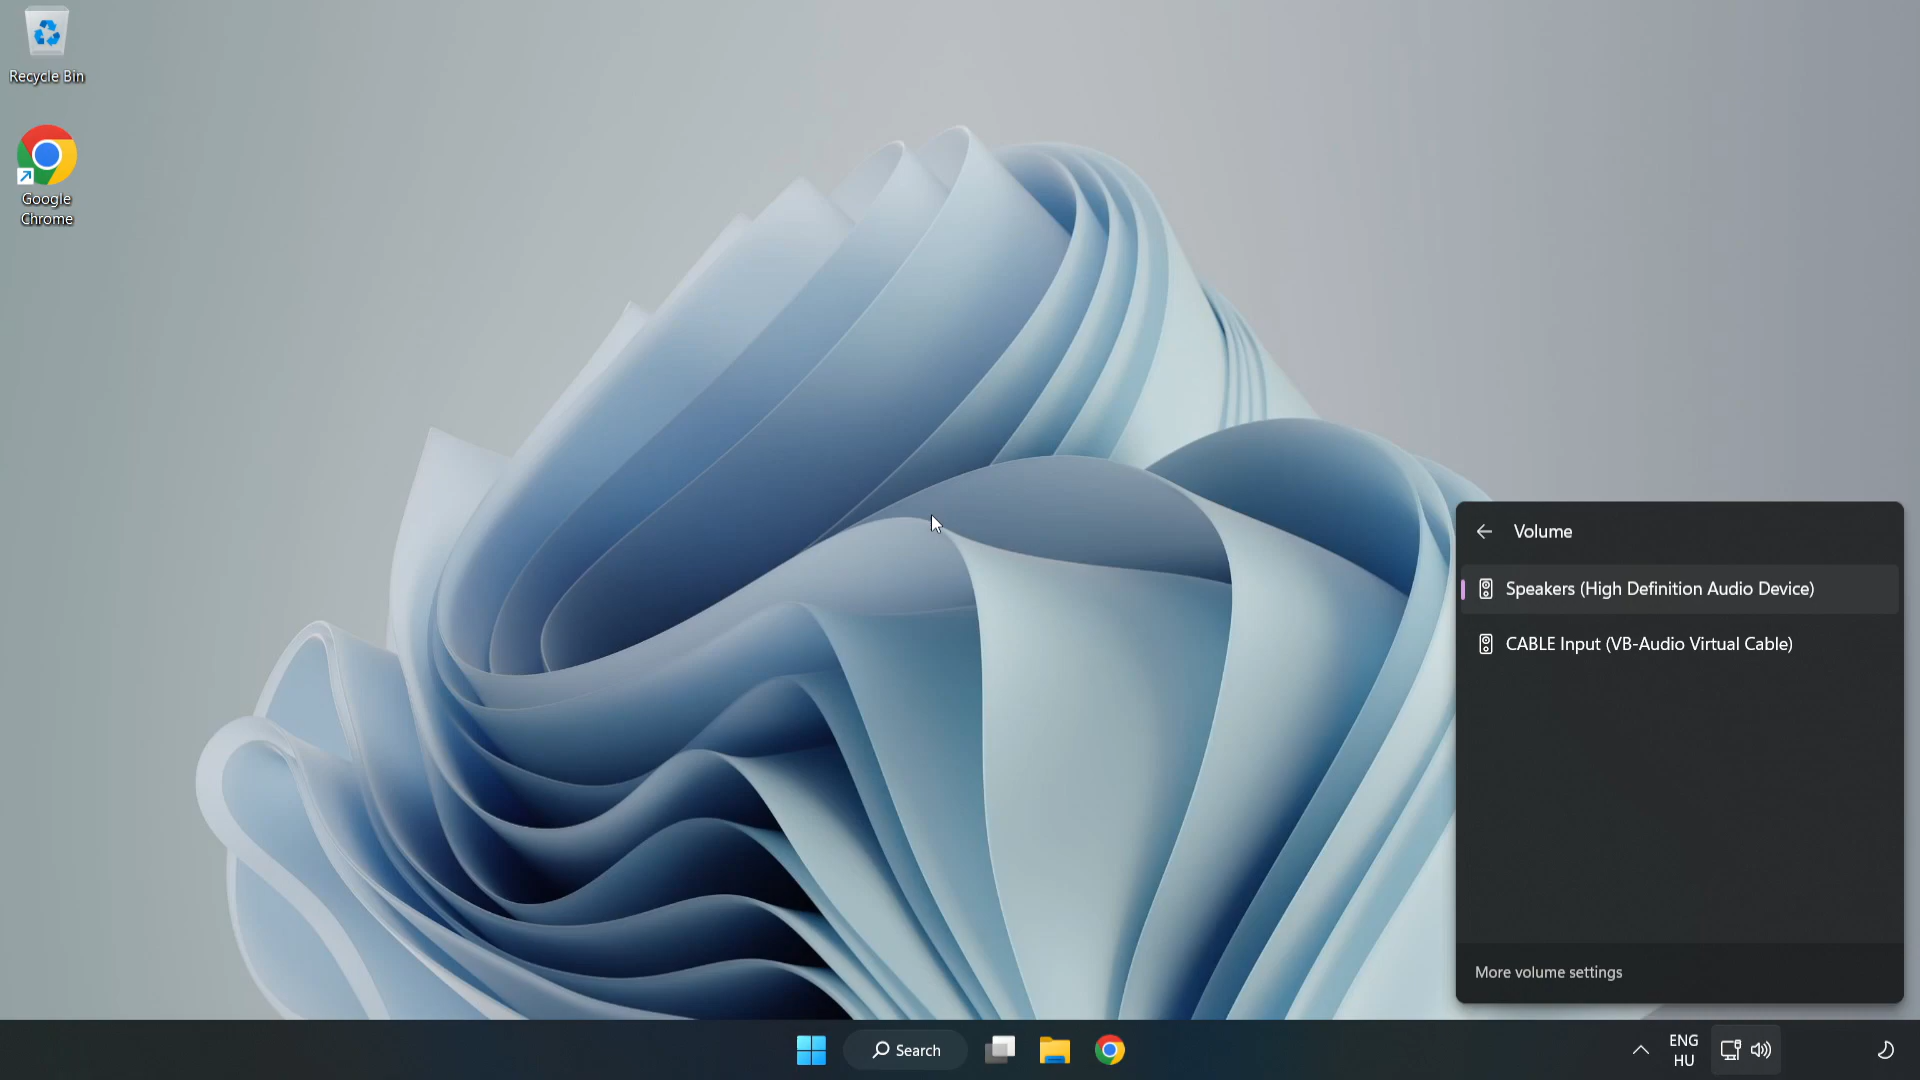 Recycle Bin
Google
Chrome
Volume
Speakers (High Definition Audio Device)
CABLE Input (VB-Audio Virtual Cable)
More volume settings
Search
ENG
HU